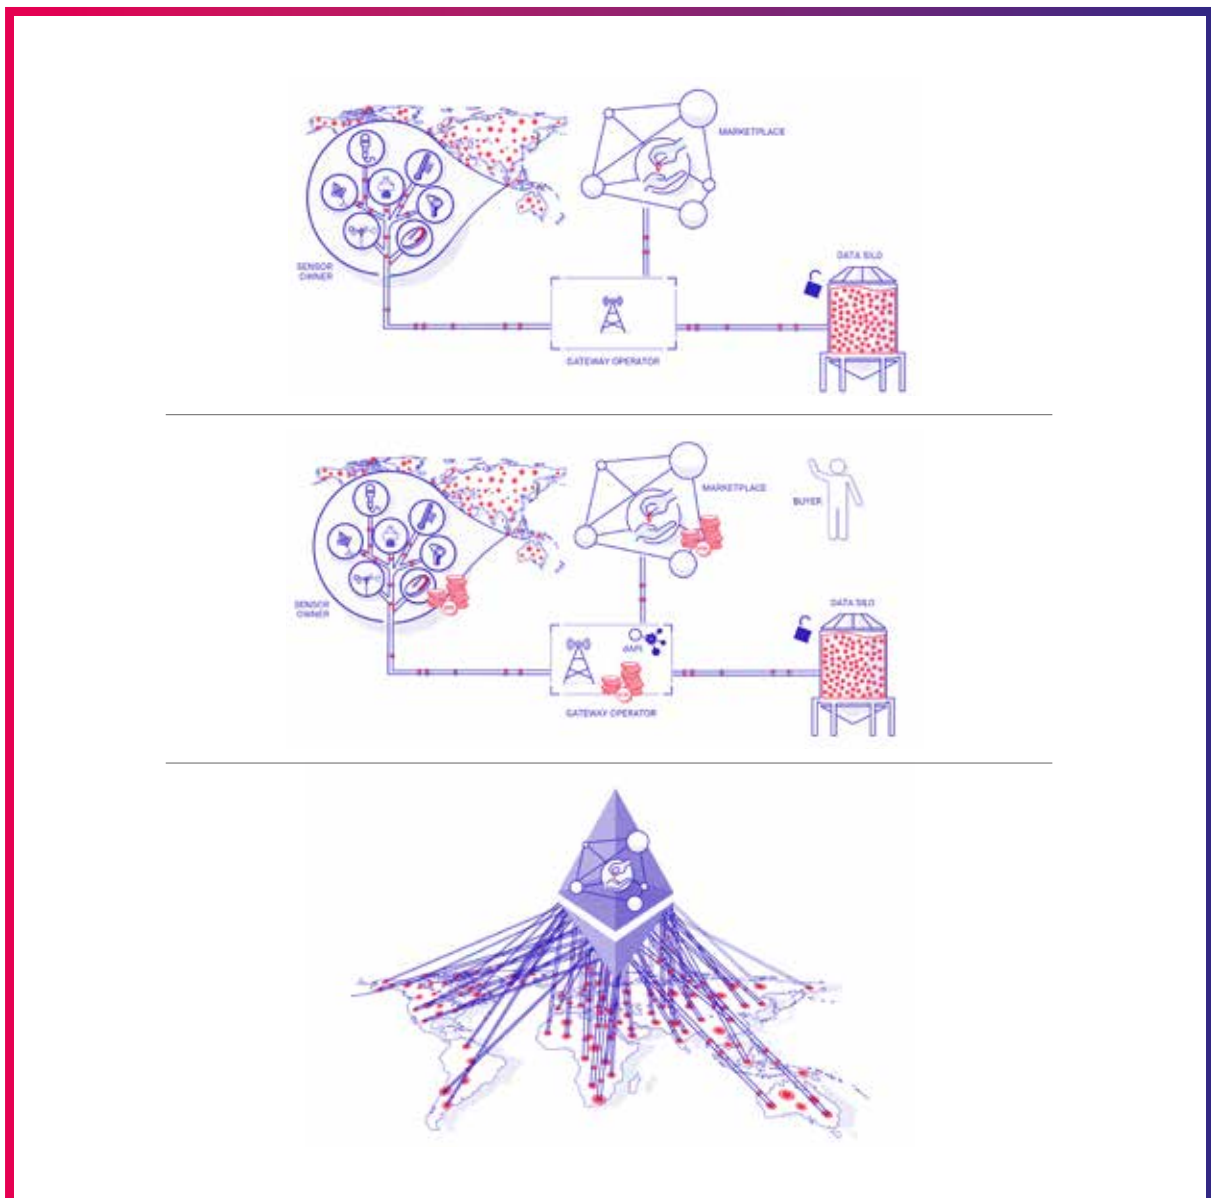 MARKETPLACE
SENSOR
OWNER
DATA SILO
GATEWAY OPERATOR
MARKETPLACE
BUYER
SENSOR
OWNER
DATA SILO
dAPI
GATEWAY OPERATOR